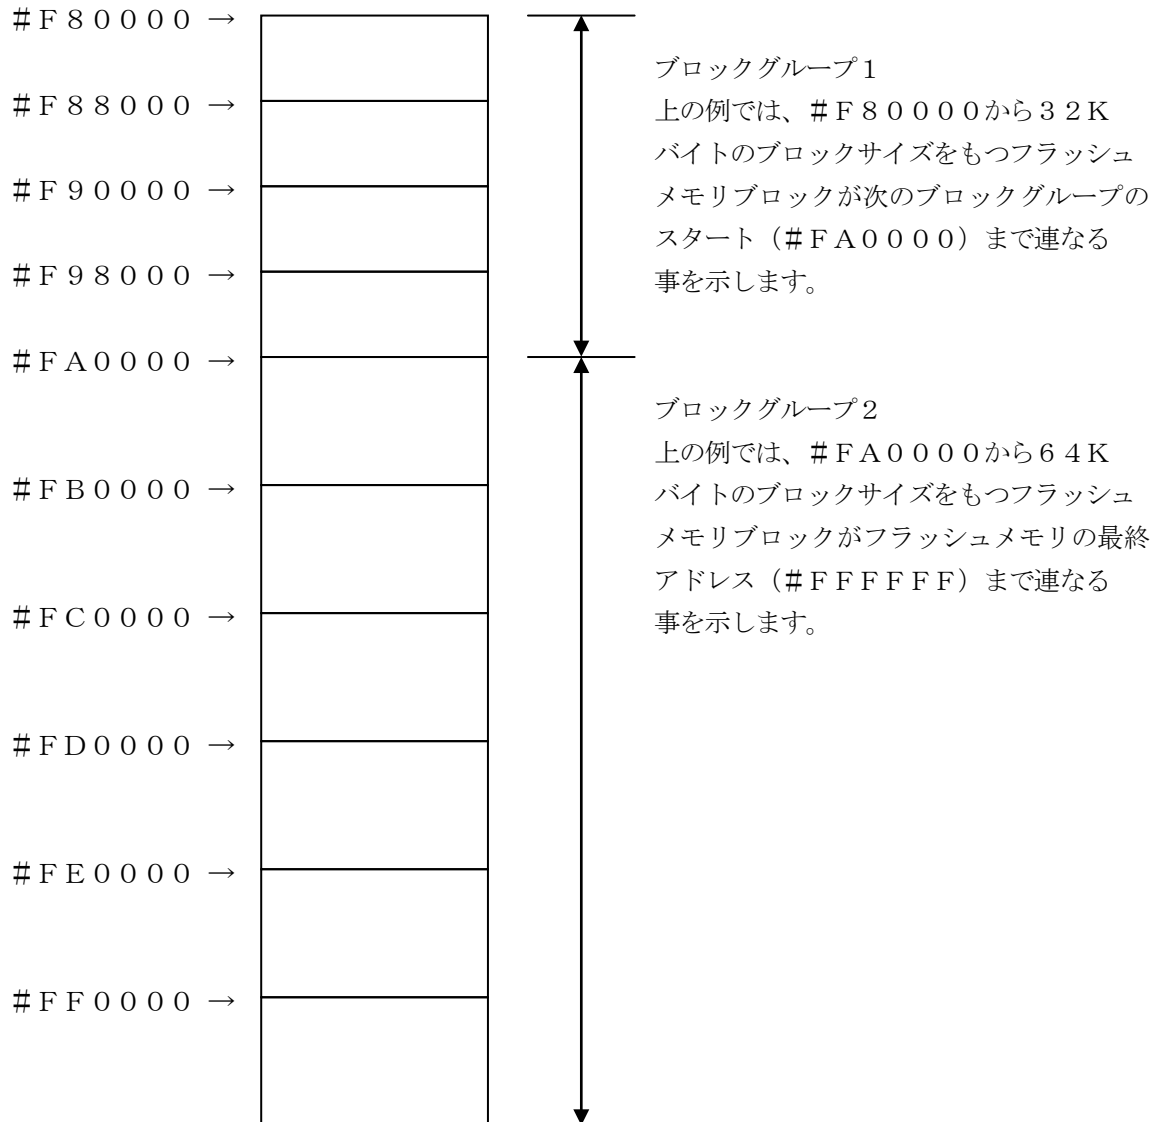 #F80000→
ブロックグループ1
#F88000→
上の例では、#F80000から32K
バイトのブロックサイズをもつフラッシュ
#F90000→
メモリブロックが次のブロックグループの
スタート(#FA0000)まで連なる
#F98000→
事を示します。
#FA0000→
ブロックグループ2
上の例では、#FA0000から64K
#FB0000→
バイトのブロックサイズをもつフラッシュ
メモリブロックがフラッシュメモリの最終
アドレス(#FFFFFF)まで連なる
#FC0000→
事を示します。
#FD0000→
#FE0000→
#FF0000→